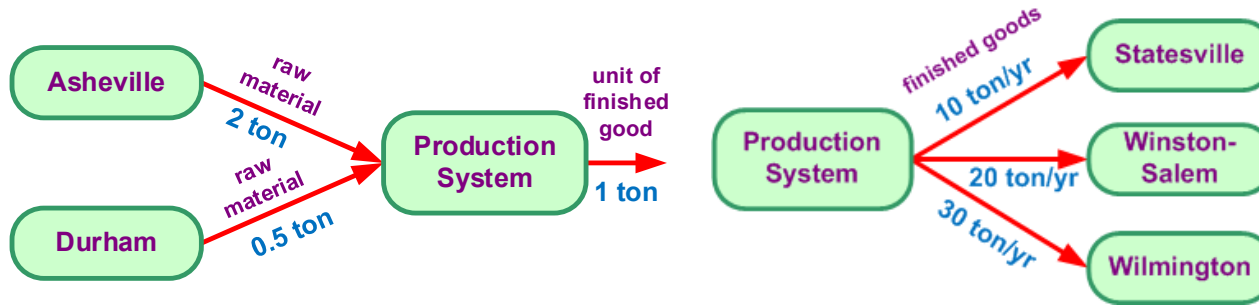 Asheville
raw
material
2 ton
Durham
raw
material
0.5 ton
Production
System
unit of
finished
good
1 ton
Production
System
finished goods
10 ton/yr
20 ton/yr
30 ton/yr
Statesville
Winston-
Salem
Wilmington